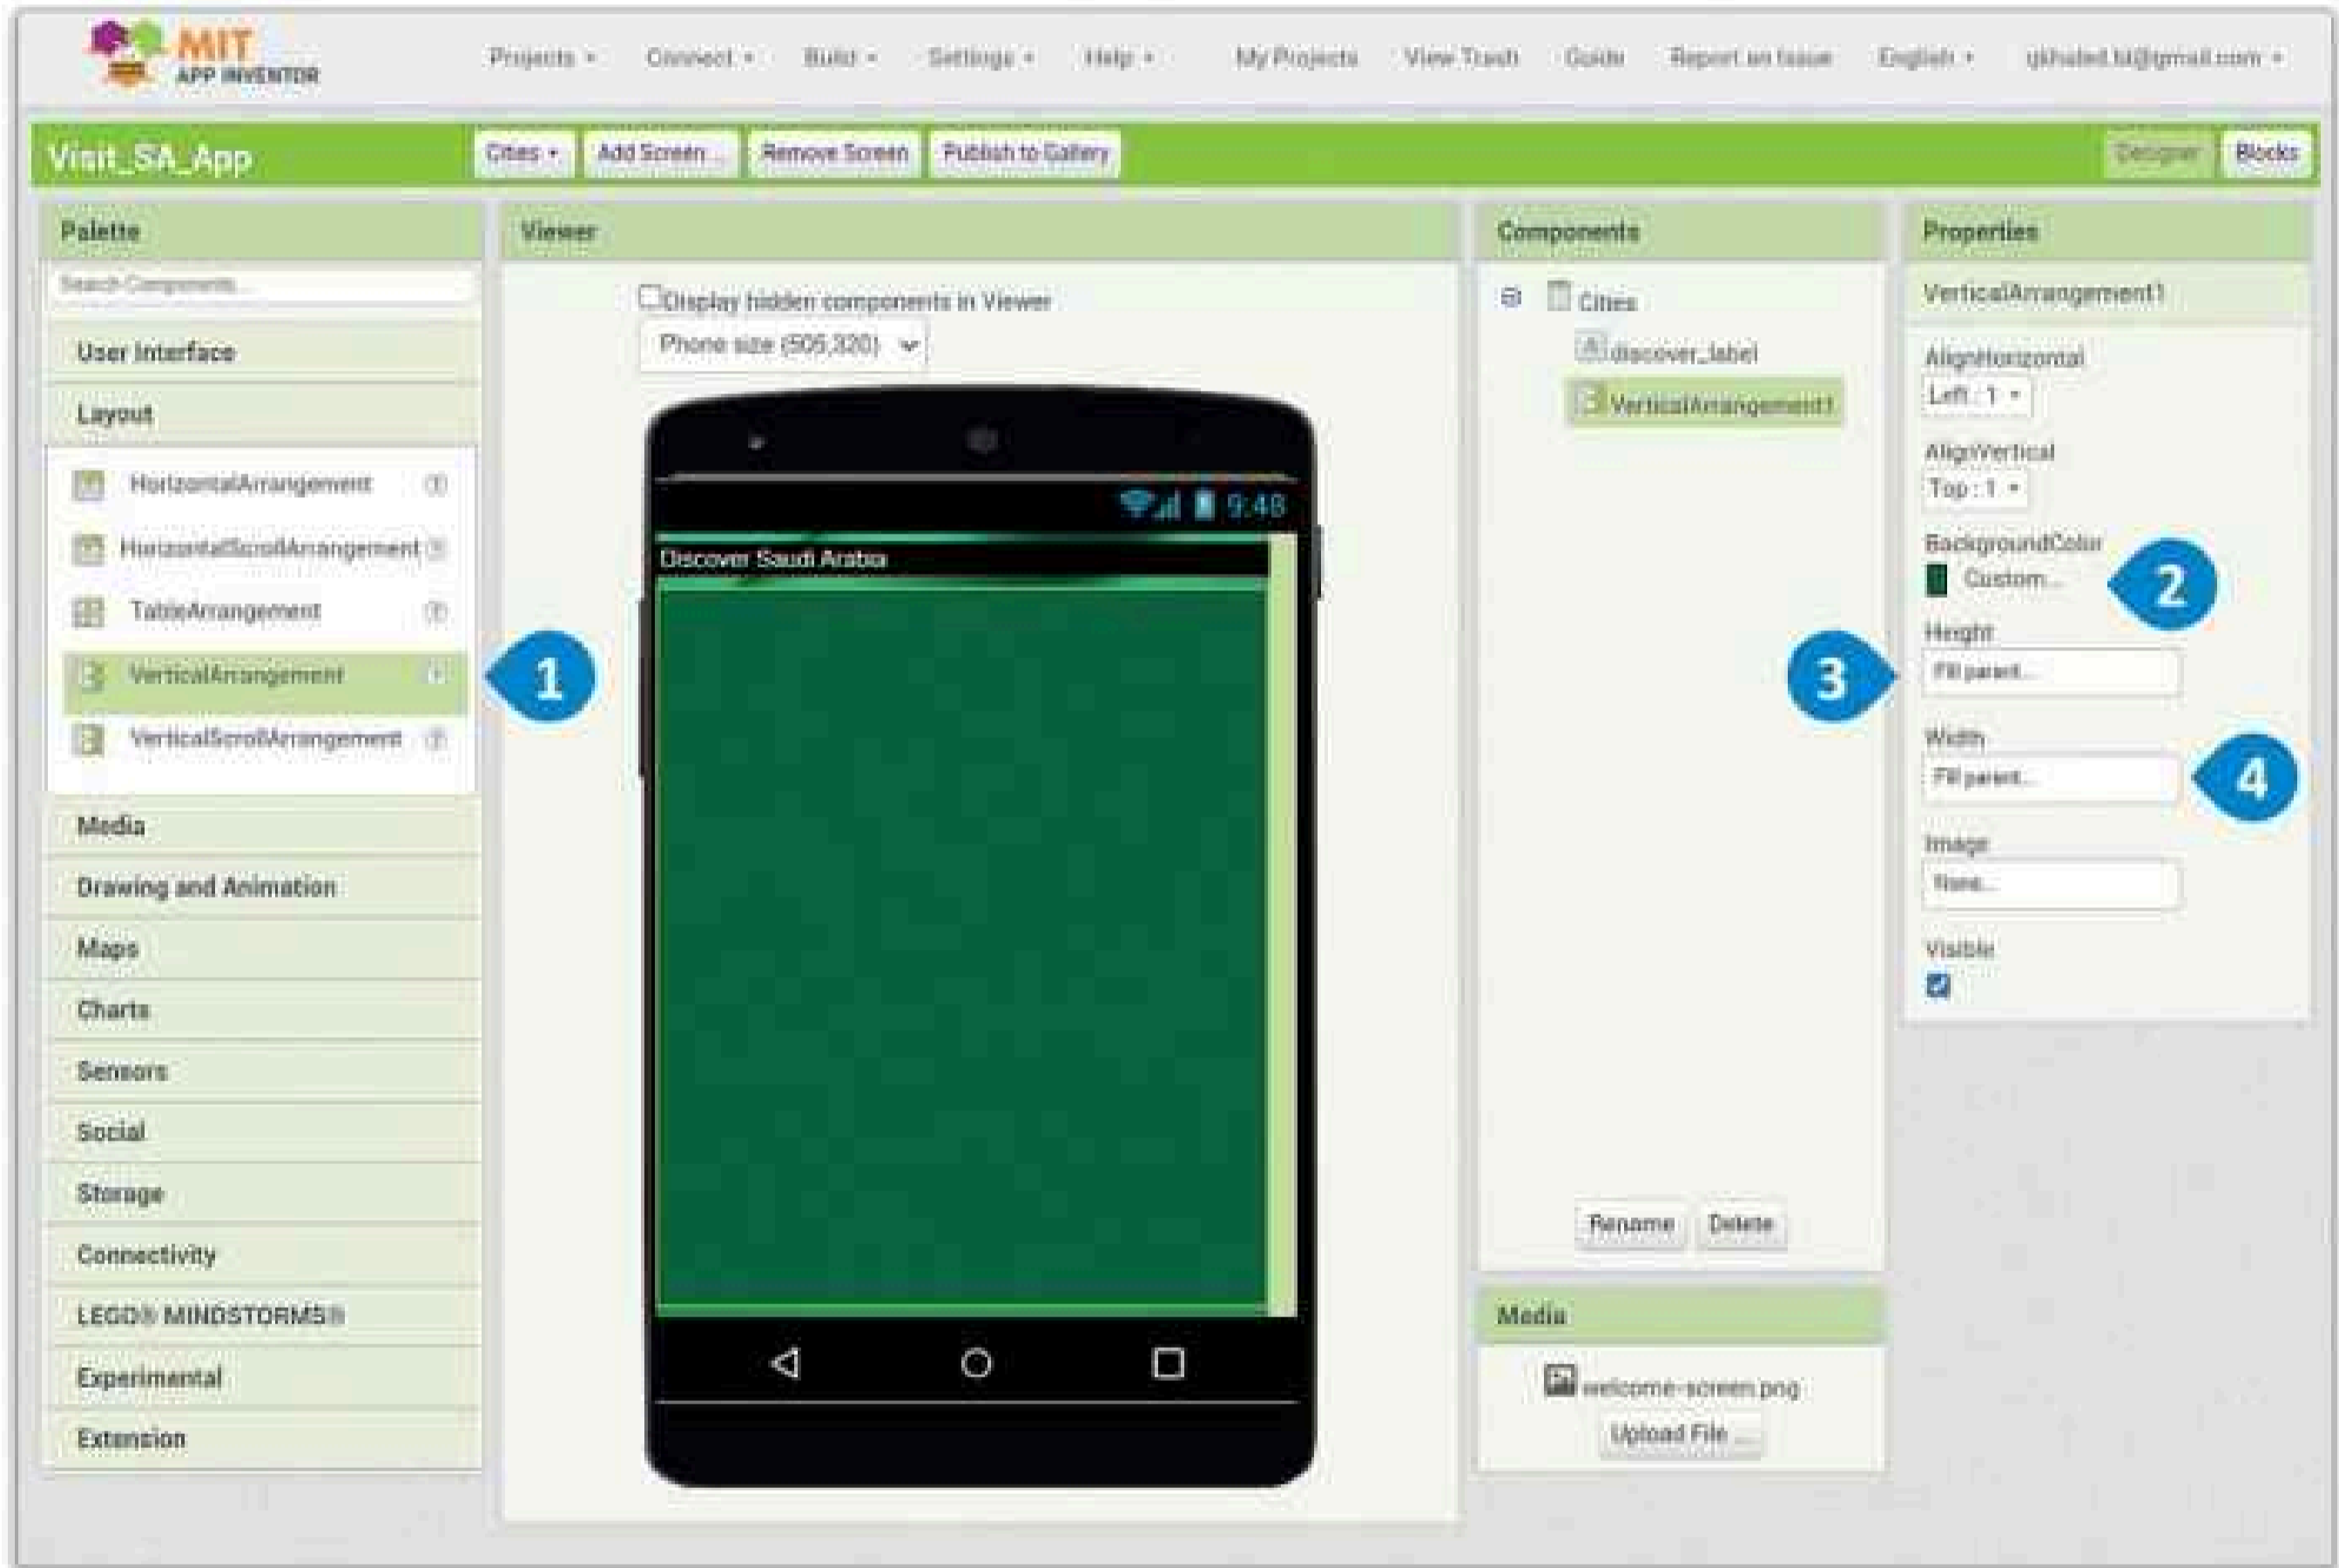 MIT
APP INVENTOR
Projects Connect Build Settings Help My Projects View Trash Guide Report an Issue English
Visit_SA_App Cities Add Screen ... Remove Screen Publish to Gallery Designer Blocks
Palette
Search Components...
User Interface
Layout
HorizontalArrangement
HorizontalScrollArrangement
TableArrangement
VerticalArrangement
VerticalScrollArrangement
Media
Drawing and Animation
Maps
Charts
Sensors
Social
Storage
Connectivity
LEGO® MINDSTORMS®
Experimental
Extension
1
Viewer
Display hidden components in Viewer
Phone size (505,320)
9:48
Discover Saudi Arabia
Components
Cities
discover_label
VerticalArrangement1
Rename Delete
Media
welcome-screen.png
Upload File ...
Properties
VerticalArrangement1
AlignHorizontal
Left : 1
AlignVertical
Top : 1
BackgroundColor
Custom...
2
Height
Fill parent...
3
Width
Fill parent...
4
Image
None...
Visible